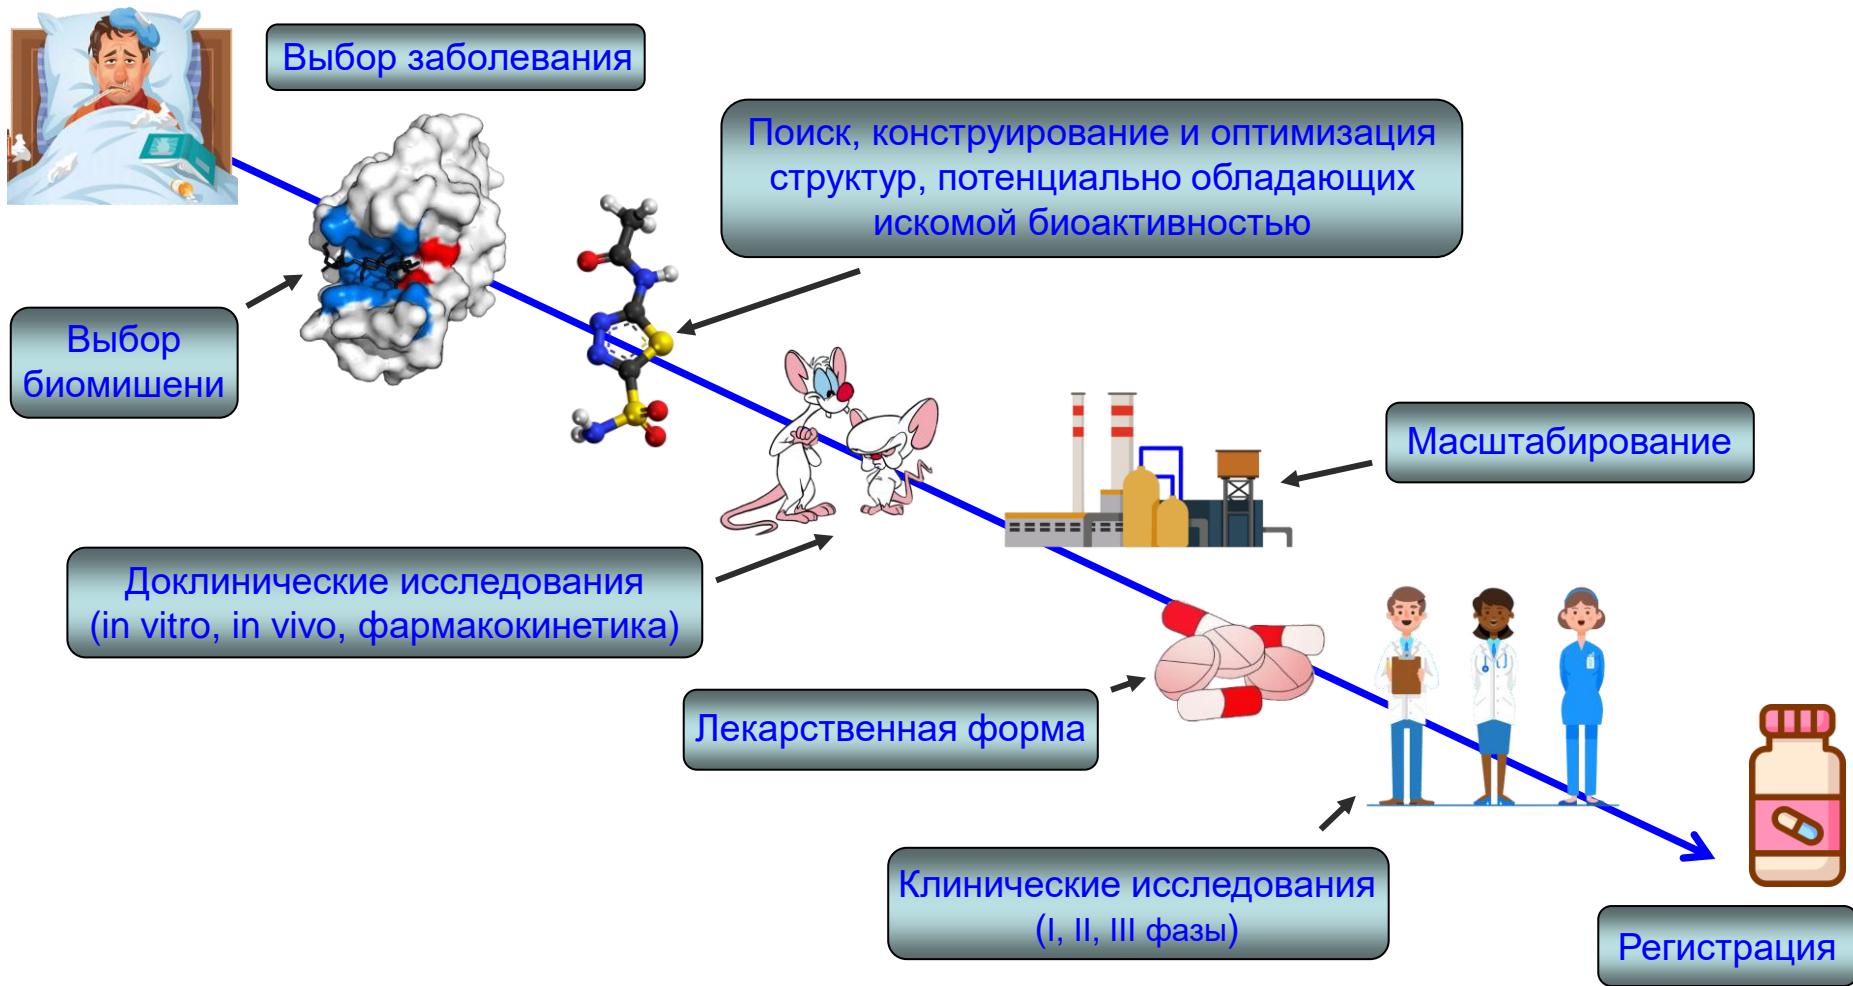 Выбор заболевания
Поиск, конструирование и оптимизация
структур, потенциально обладающих
искомой биоактивностью
Выбор
биомишени
Масштабирование
Доклинические исследования
(in vitro, in vivo, фармакокинетика)
Лекарственная форма
Клинические исследования
(I, II, III фазы)
Регистрация